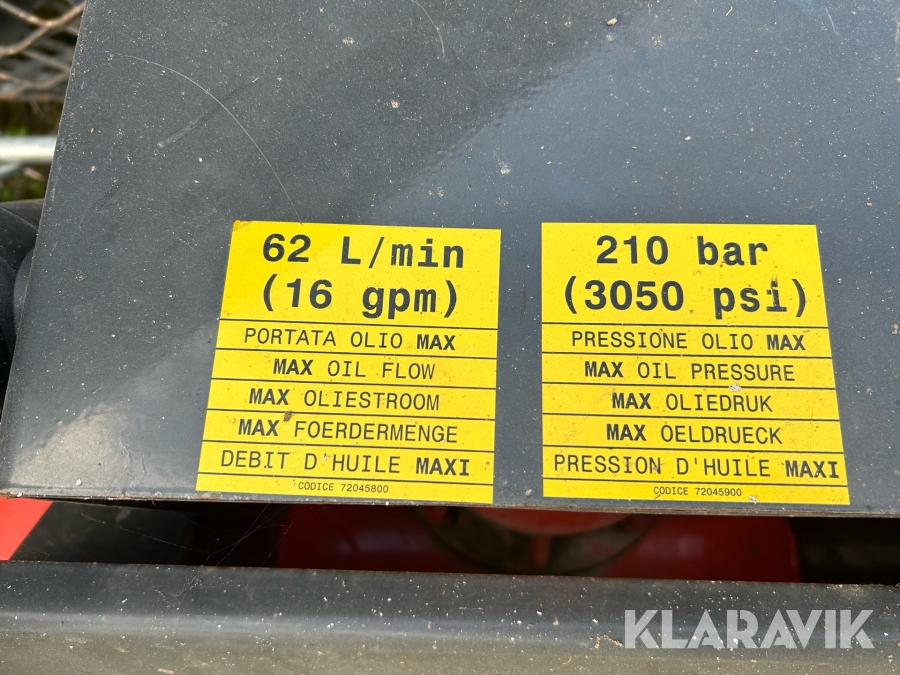 62 L/min
(16 gpm)
PORTATA OLIO MAX
MAX OIL FLOW
MAX OLIESTROOM
MAX FOERDERMENGE
DEBIT D'HUILE MAXI
CODICE 72045800
210 bar
(3050 psi)
PRESSIONE OLIO MAX
MAX OIL PRESSURE
MAX OLIEDRUK
MAX OELDRUECK
PRESSION D'HUILE MAXI
CODICE 72045900
KLARAVIK